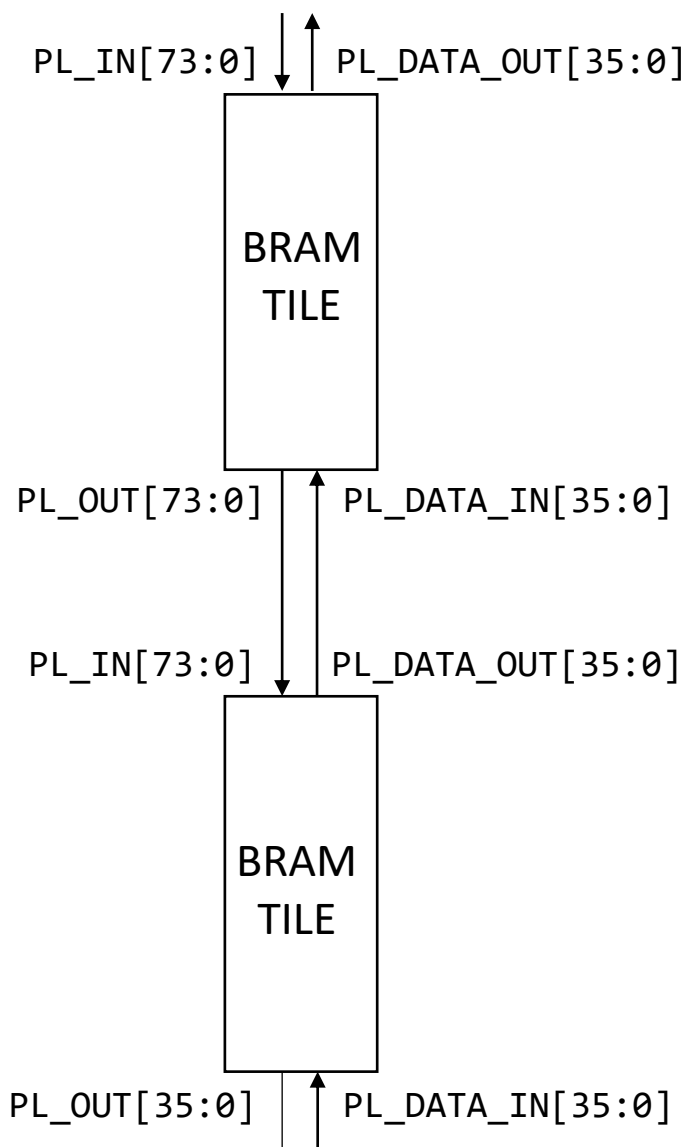 PL_IN[73:0] PL_DATA_OUT[35:0]
BRAM
TILE
PL_OUT[73:0] PL_DATA_IN[35:0]
PL_IN[73:0] PL_DATA_OUT[35:0]
BRAM
TILE
PL_OUT[35:0] PL_DATA_IN[35:0]